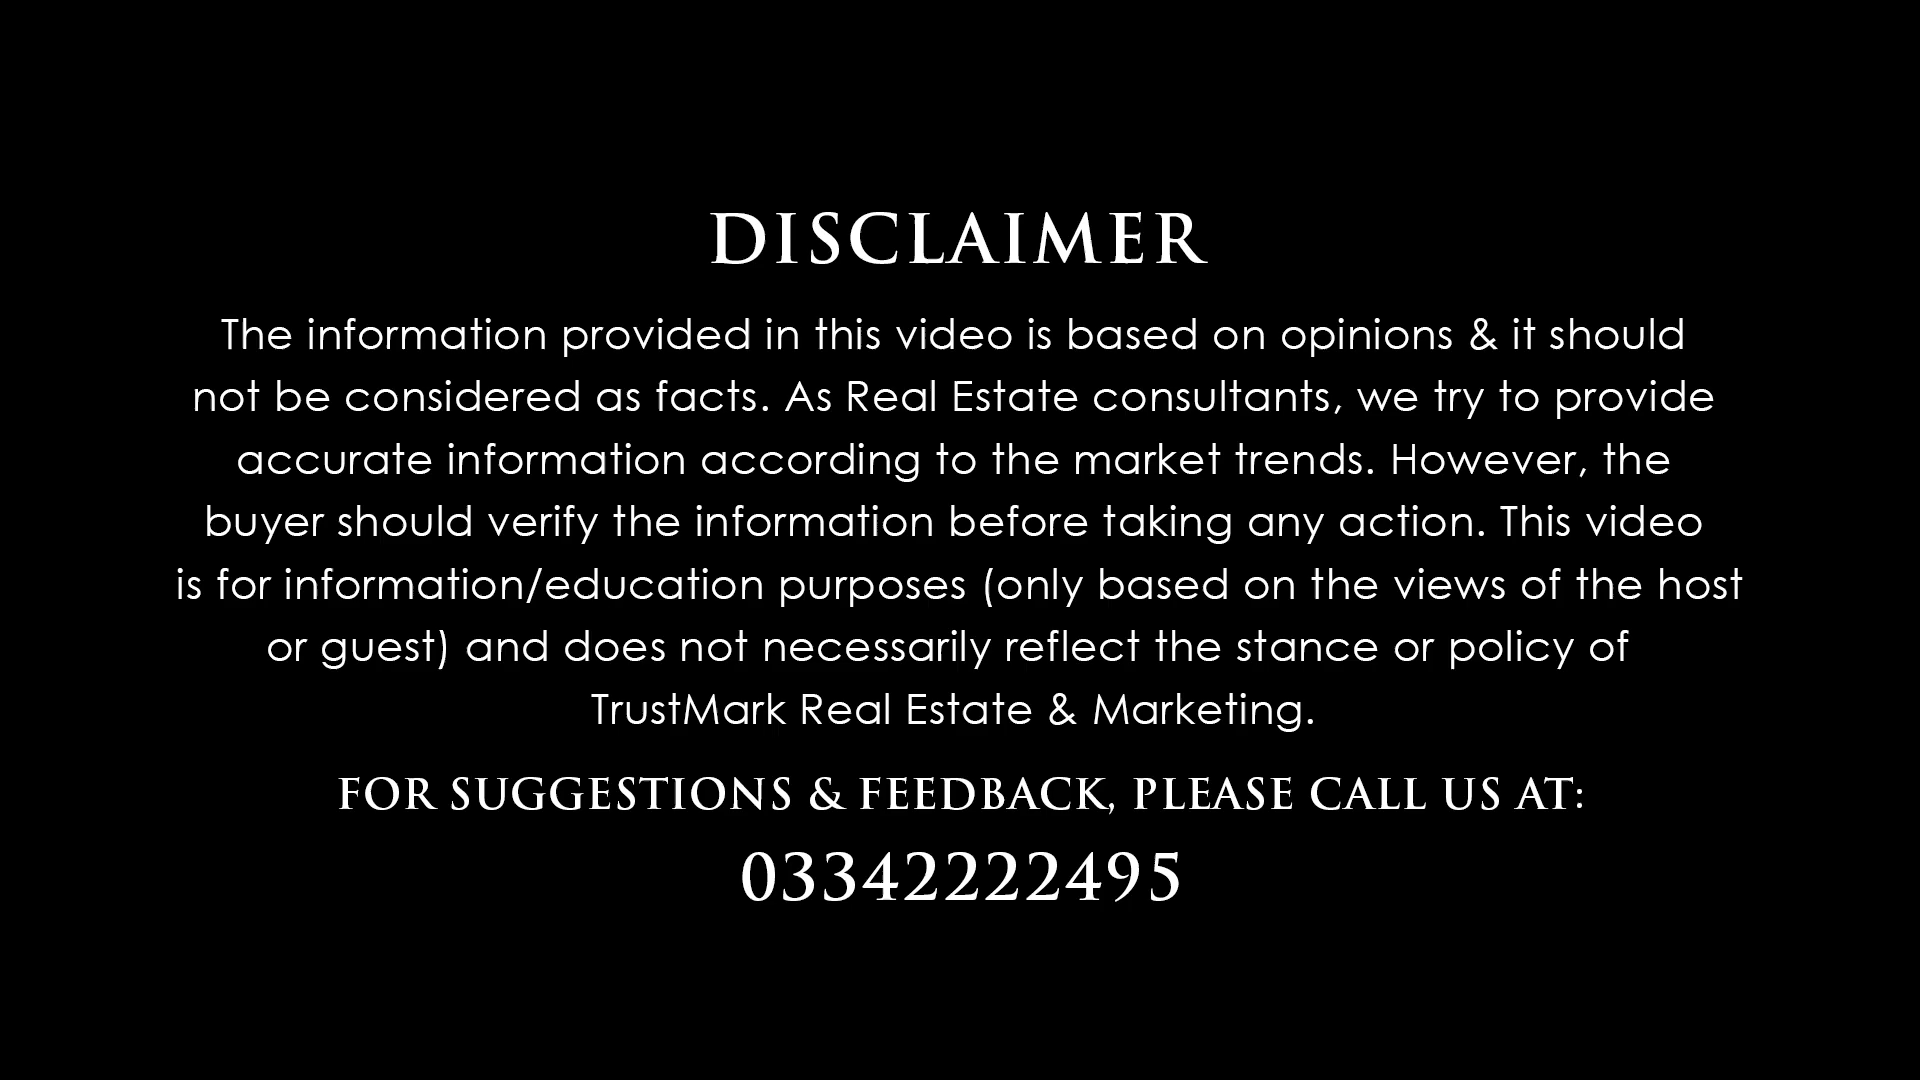 DISCLAIMER
The information provided in this video is based on opinions & it should
not be considered as facts. As Real Estate consultants, we try to provide
accurate information according to the market trends. However, the
buyer should verify the information before taking any action. This video
is for information/education purposes (only based on the views of the host
or guest) and does not necessarily reflect the stance or policy of
TrustMark Real Estate & Marketing.
FOR SUGGESTIONS & FEEDBACK, PLEASE CALL US AT:
03342222495